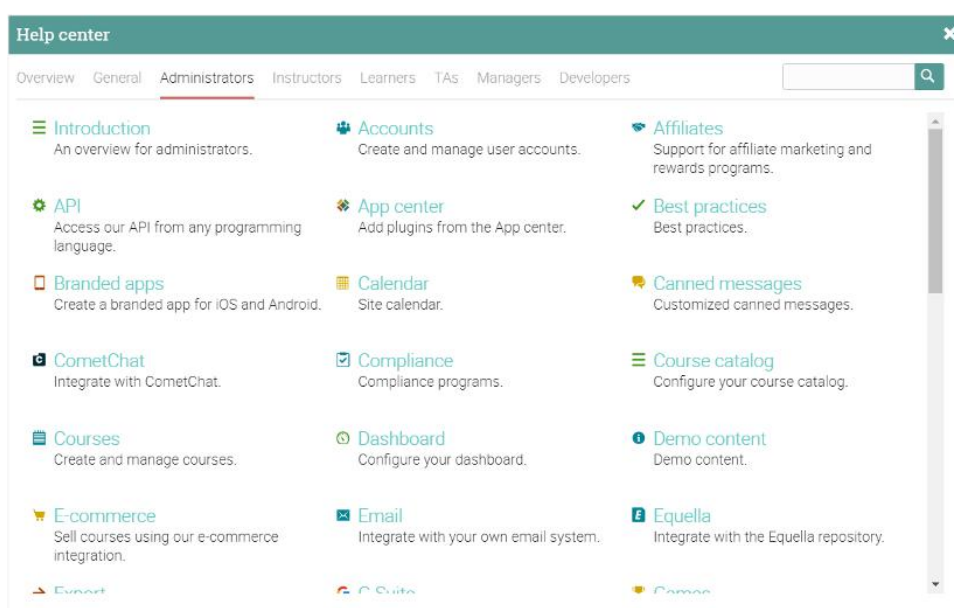 Help center
Overview General Administrators Instructors Learners TAs Managers Developers
Introduction
An overview for administrators.
Accounts
Create and manage user accounts.
Affiliates
Support for affiliate marketing and
rewards programs.
API
Access our API from any programming
language.
App center
Add plugins from the App center.
Best practices
Best practices.
Branded apps
Create a branded app for iOS and Android.
Calendar
Site calendar.
Canned messages
Customized canned messages.
CometChat
Integrate with CometChat.
Compliance
Compliance programs.
Course catalog
Configure your course catalog.
Courses
Create and manage courses.
Dashboard
Configure your dashboard.
Demo content
Demo content.
E-commerce
Sell courses using our e-commerce
integration.
Email
Integrate with your own email system.
Equella
Integrate with the Equella repository.
Export
G Suite
Games